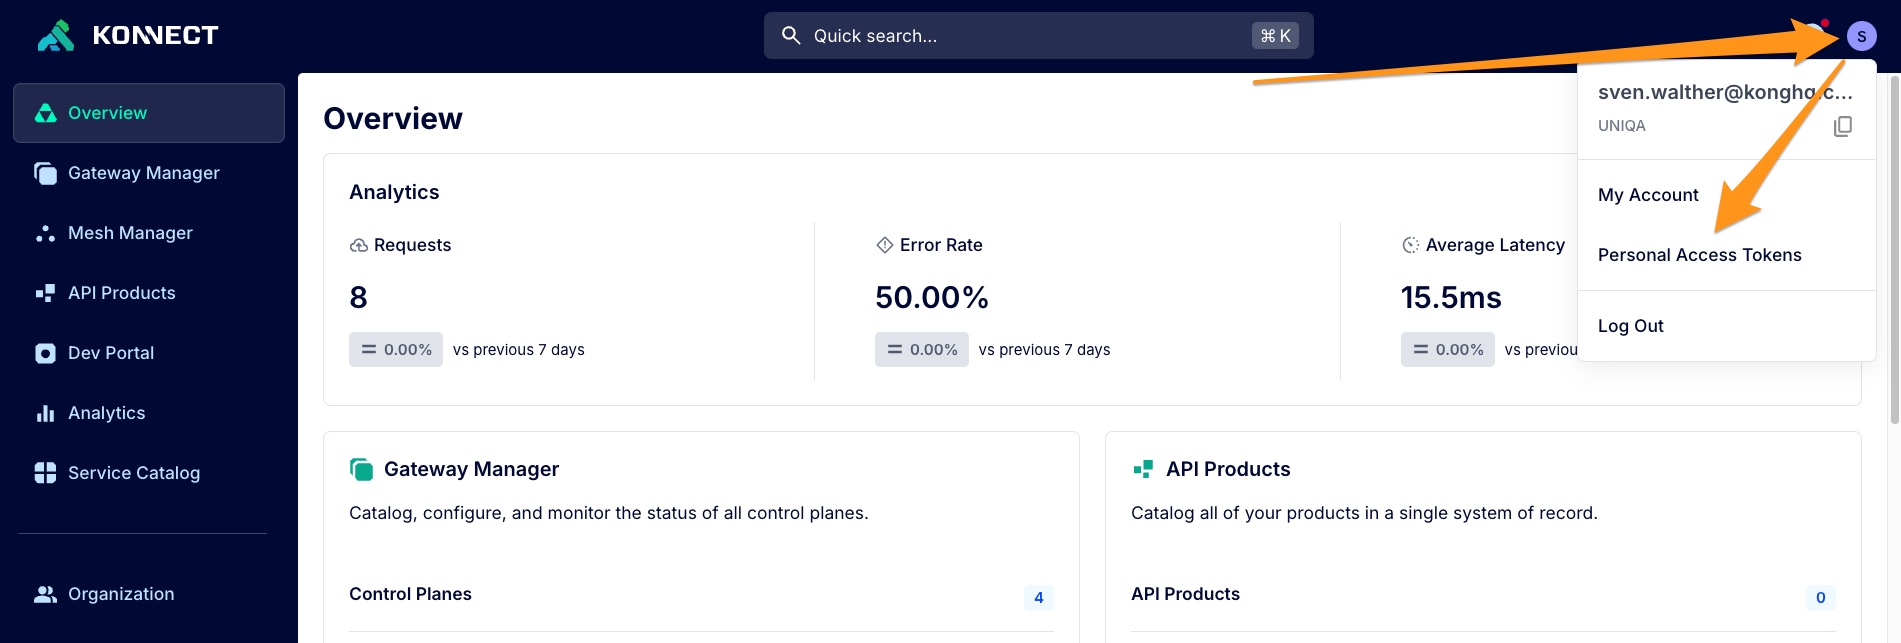 KONNECT
Quick search...
⌘ K
S
Overview
Gateway Manager
Mesh Manager
API Products
Dev Portal
Analytics
Service Catalog
Organization
Overview
Analytics
Requests
8
= 0.00% vs previous 7 days
Error Rate
50.00%
= 0.00% vs previous 7 days
Average Latency
15.5ms
= 0.00% vs previou
sven.walther@konghq.c...
UNIQA
My Account
Personal Access Tokens
Log Out
Gateway Manager
Catalog, configure, and monitor the status of all control planes.
Control Planes 4
API Products
Catalog all of your products in a single system of record.
API Products 0